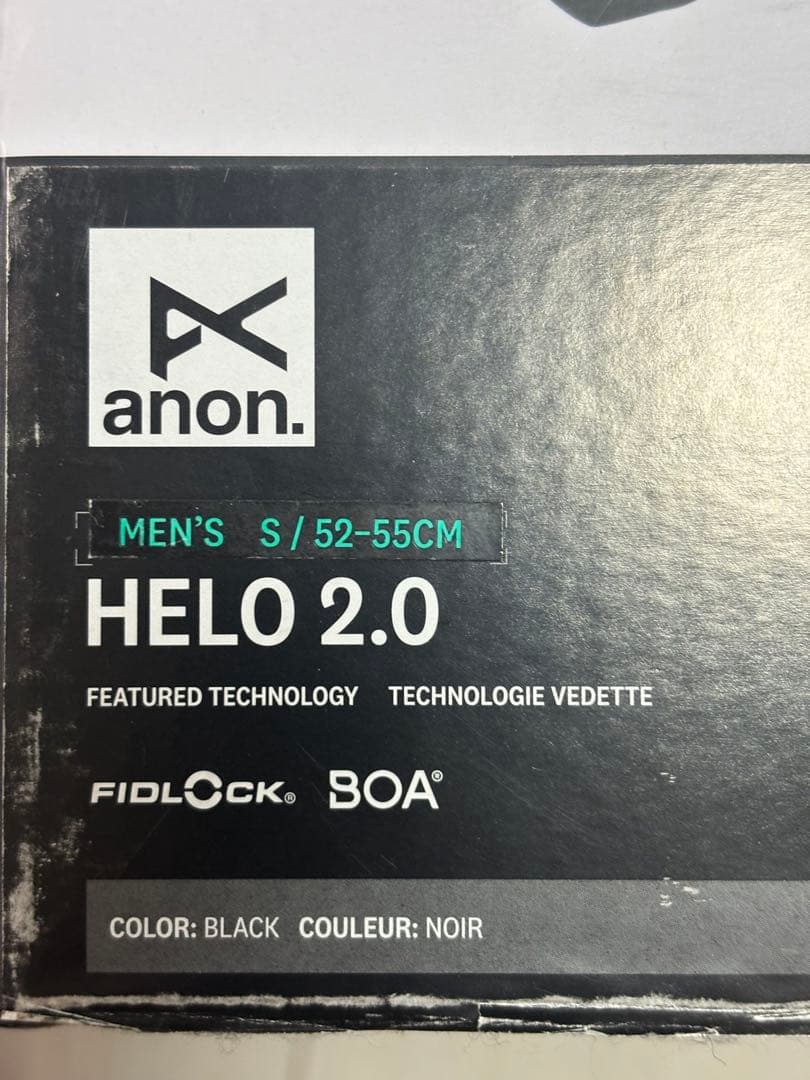 anon.
MEN'S S / 52-55CM
HELO 2.0
FEATURED TECHNOLOGY TECHNOLOGIE VEDETTE
FIDLOCK® BOA®
COLOR: BLACK COULEUR: NOIR